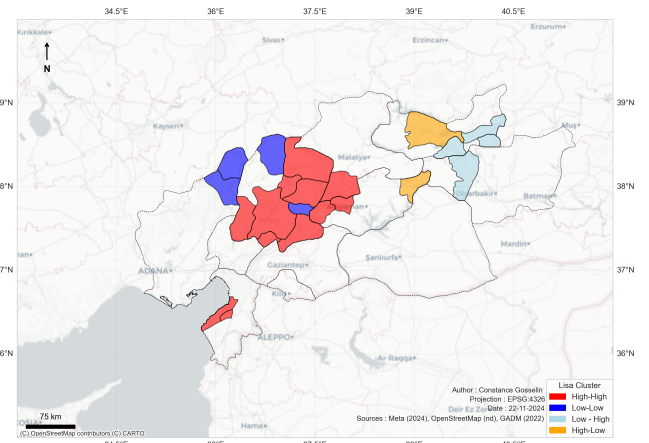 34.5°E 36°E 37.5°E 39°E 40.5°E
Kırıkkale•
Sivas•
Erzincan•
Erzurum•
N
39°N 39°N
Kayseri•
Muş•
Malatya•
38°N 38°N
Diyarbakır•
Batman•
Mardin•
Şanlıurfa•
Gaziantep•
37°N 37°N
ADANA•
ALEPPO•
36°N
Ar-Raqqa•
Author : Constance Gosselin
Projection : EPSG:4326
Date : 22-11-2024
Sources : Meta (2024), OpenStreetMap (nd), GADM (2022)
Deir Ez Zor
Lisa Cluster
High-High
Low-Low
Low - High
High-Low
75 km
Hama•
(C) OpenStreetMap contributors (C) CARTO